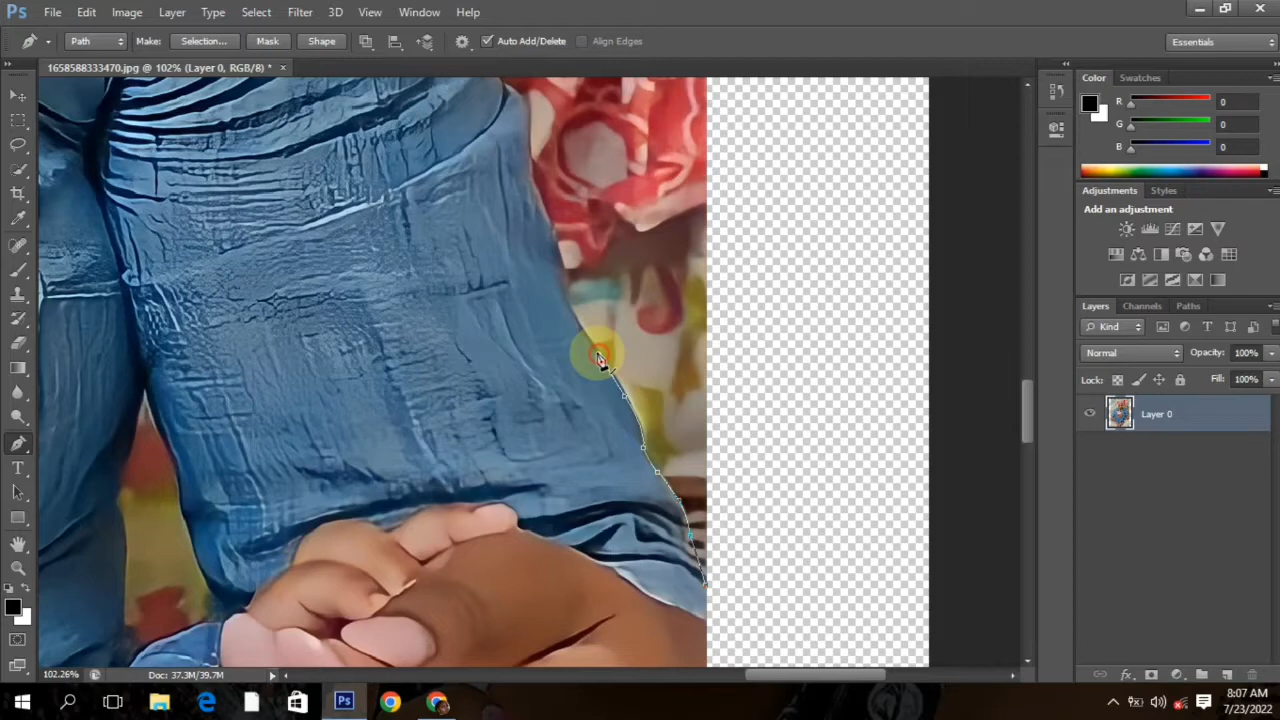 Ps File Edit Image Layer Type Select Filter 3D View Window Help
Path Make: Selection... Mask Shape Auto Add/Delete Align Edges Essentials
1658588333470.jpg @ 102% (Layer 0, RGB/8) * ×
Color Swatches
R 0
G 0
B 0
Adjustments Styles
Add an adjustment
Layers Channels Paths
Kind
Normal Opacity: 100%
Lock: Fill: 100%
Layer 0
102.26% Doc: 37.3M/39.7M
8:07 AM
7/23/2022